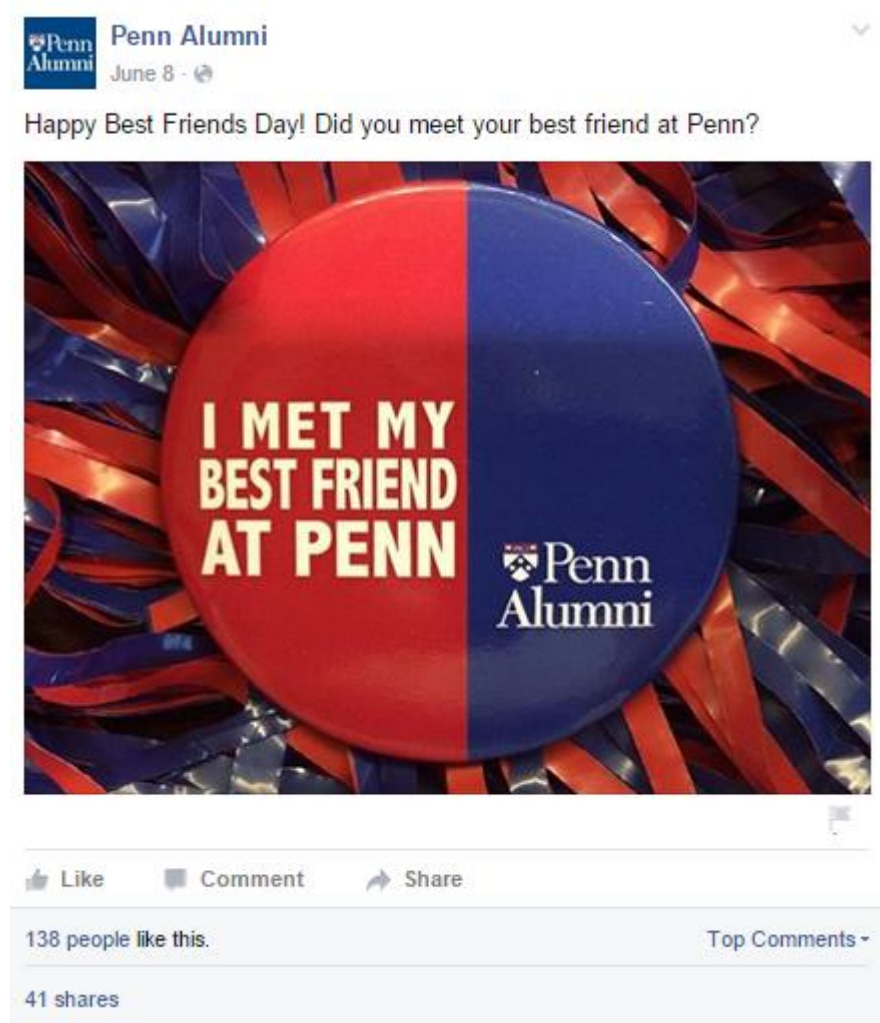 Penn
Alumni
Penn Alumni
June 8 ·
Happy Best Friends Day! Did you meet your best friend at Penn?
I MET MY
BEST FRIEND
AT PENN
Penn
Alumni
Like Comment Share
138 people like this. Top Comments
41 shares